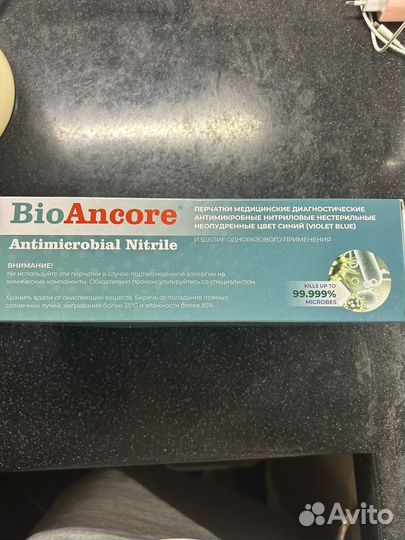 BioAncore®
Antimicrobial Nitrile
ПЕРЧАТКИ МЕДИЦИНСКИЕ ДИАГНОСТИЧЕСКИЕ
АНТИМИКРОБНЫЕ НИТРИЛОВЫЕ НЕСТЕРИЛЬНЫЕ
НЕОПУДРЕННЫЕ ЦВЕТ СИНИЙ (VIOLET BLUE)
ИЗДЕЛИЕ ОДНОРАЗОВОГО ПРИМЕНЕНИЯ
ВНИМАНИЕ!
Не используйте эти перчатки в случае подтвержденной аллергии на
химические компоненты. Обязательно проконсультируйтесь со специалистом.
Хранить вдали от окисляющих веществ. Беречь от попадания прямых
солнечных лучей, нагревания более 35°C и влажности более 85%.
KILLS UP TO
99.999%
MICROBES
Avito